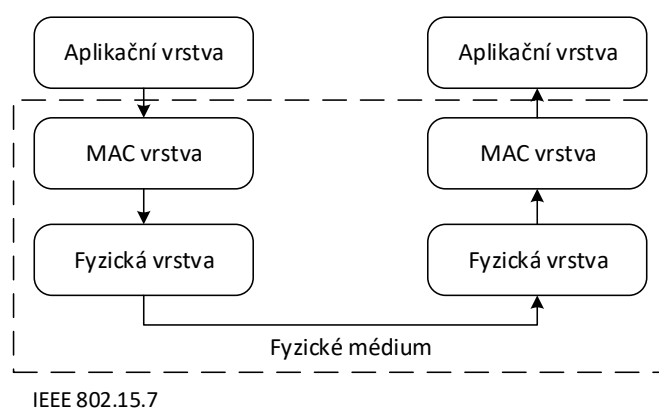 Aplikační vrstva
Aplikační vrstva
MAC vrstva
MAC vrstva
Fyzická vrstva
Fyzická vrstva
Fyzické médium
IEEE 802.15.7